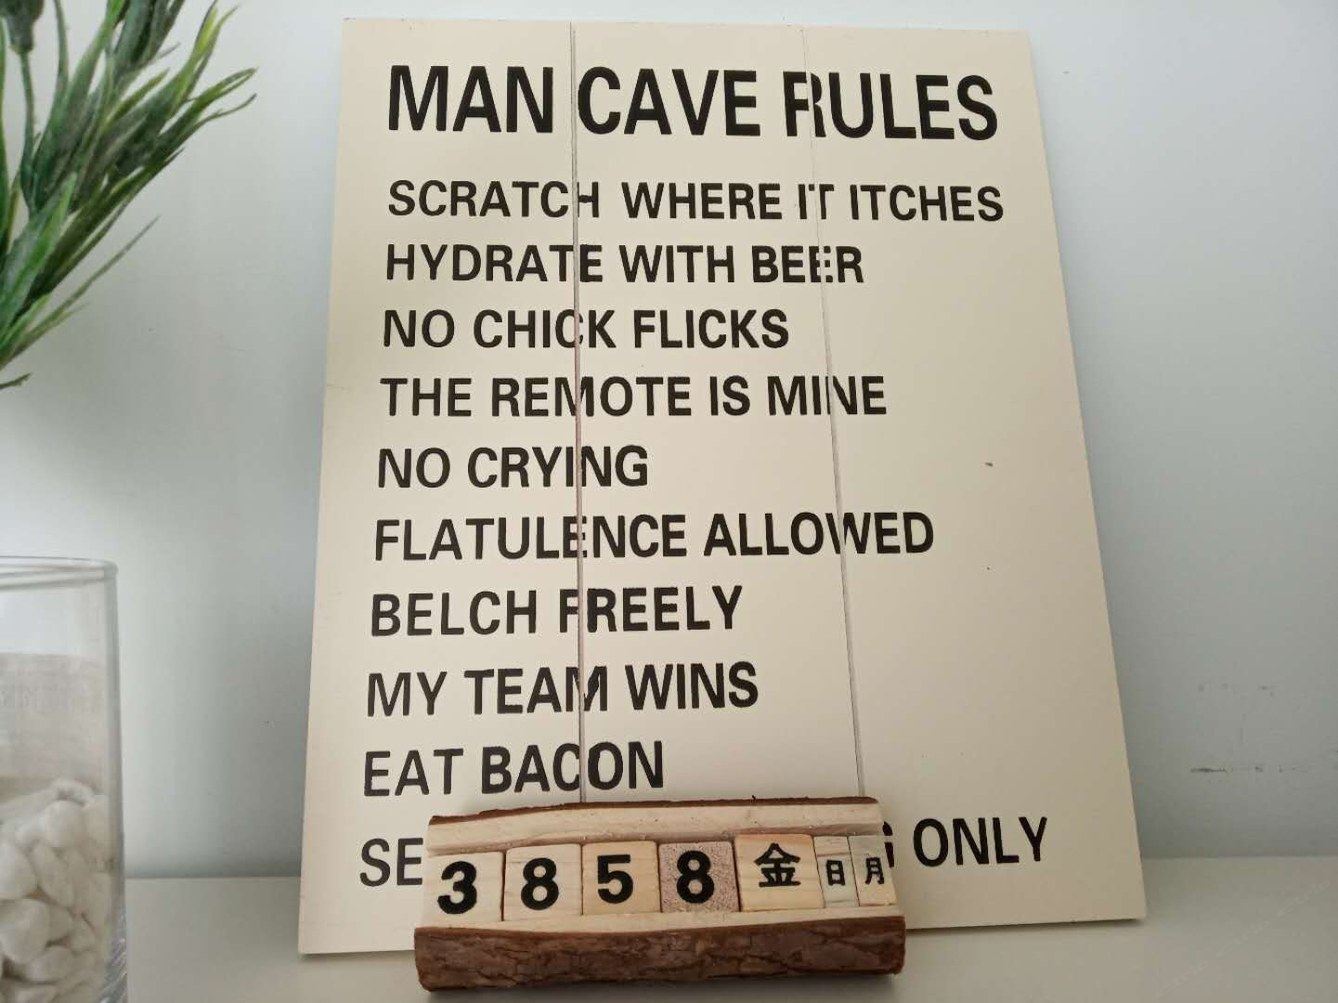 MAN CAVE RULES
SCRATCH WHERE IT ITCHES
HYDRATE WITH BEER
NO CHICK FLICKS
THE REMOTE IS MINE
NO CRYING
FLATULENCE ALLOWED
BELCH FREELY
MY TEAM WINS
EAT BACON
ONLY
3 8 5 8 金 日 月